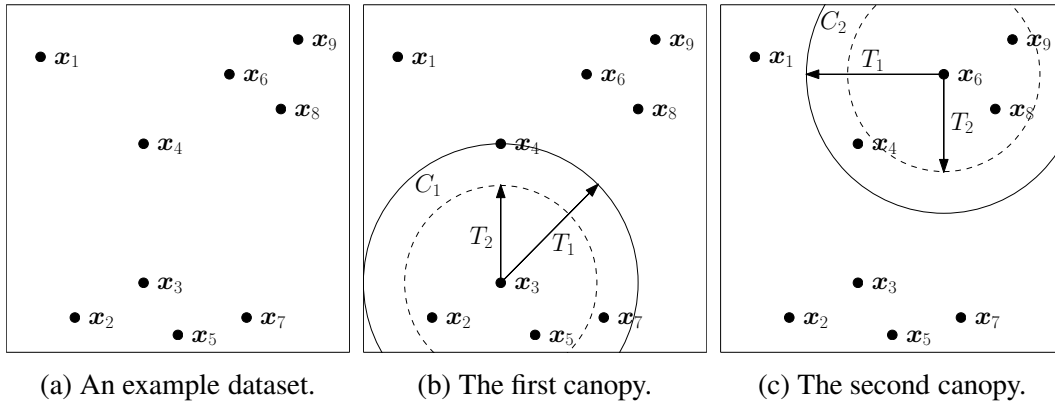 x₁ x₉ x₆ x₈ x₄ x₃ x₂ x₅ x₇
x₁ x₉ x₆ x₈ x₄ C₁ T₂ T₁ x₃ x₂ x₅ x₇
C₂ x₉ x₁ T₁ x₆ x₈ T₂ x₄ x₃ x₂ x₅ x₇
(a) An example dataset.
(b) The first canopy.
(c) The second canopy.